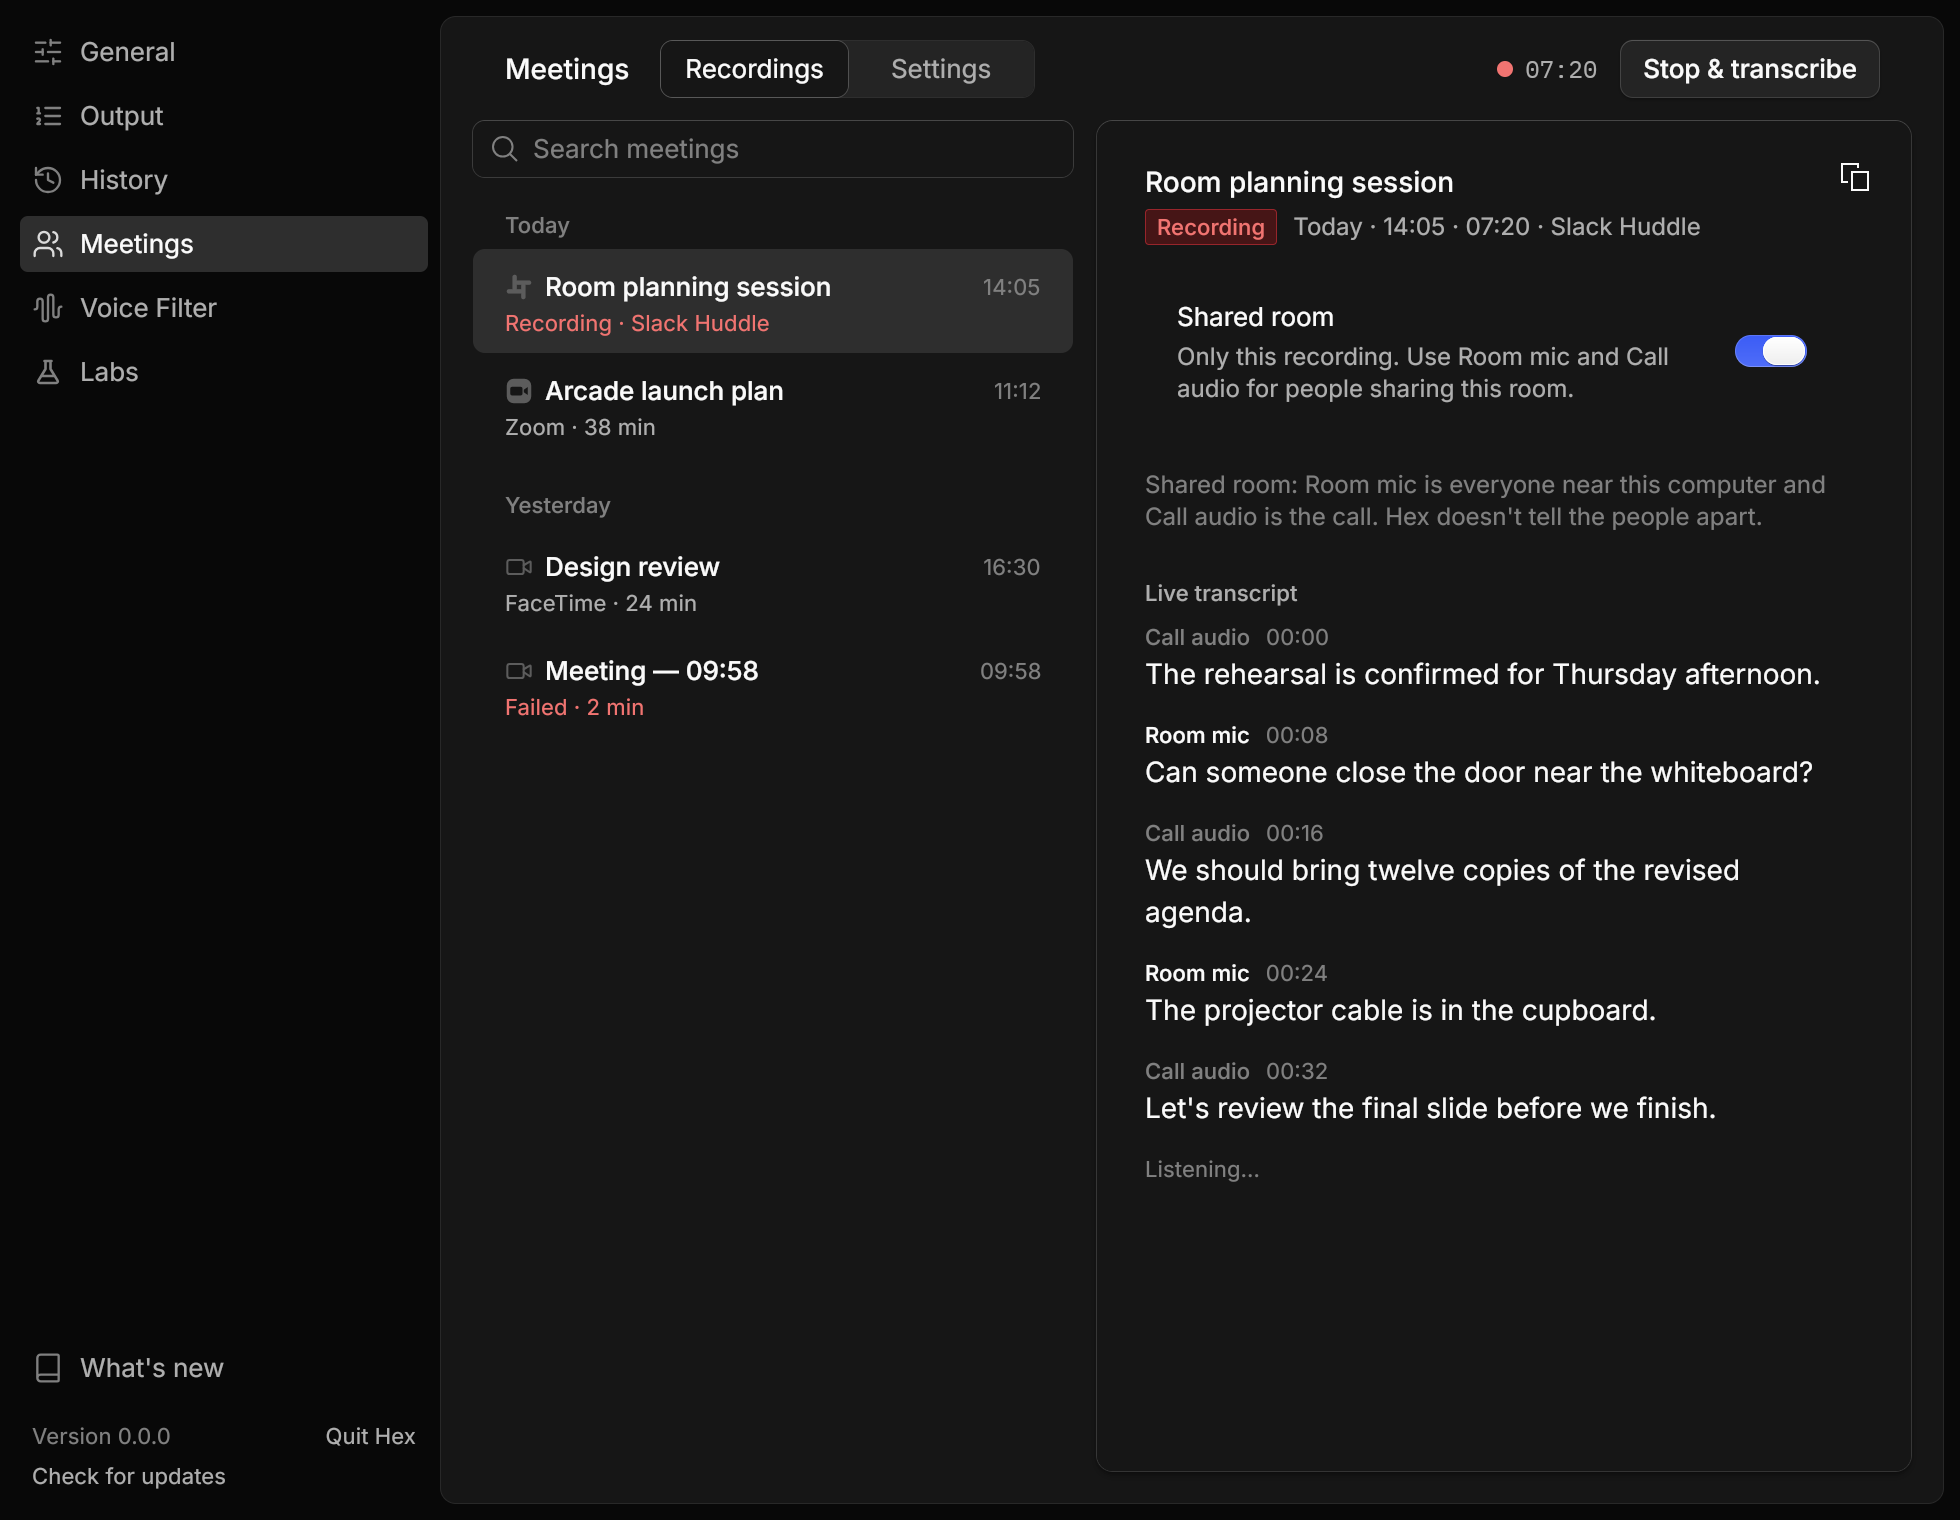 General
Output
History
Meetings
Voice Filter
Labs
What's new
Version 0.0.0
Quit Hex
Check for updates
Meetings
Recordings
Settings
07:20
Stop & transcribe
Search meetings
Today
Room planning session
14:05
Recording · Slack Huddle
Arcade launch plan
11:12
Zoom · 38 min
Yesterday
Design review
16:30
FaceTime · 24 min
Meeting — 09:58
09:58
Failed · 2 min
Room planning session
Recording
Today · 14:05 · 07:20 · Slack Huddle
Shared room
Only this recording. Use Room mic and Call
audio for people sharing this room.
Shared room: Room mic is everyone near this computer and
Call audio is the call. Hex doesn't tell the people apart.
Live transcript
Call audio 00:00
The rehearsal is confirmed for Thursday afternoon.
Room mic 00:08
Can someone close the door near the whiteboard?
Call audio 00:16
We should bring twelve copies of the revised
agenda.
Room mic 00:24
The projector cable is in the cupboard.
Call audio 00:32
Let's review the final slide before we finish.
Listening...